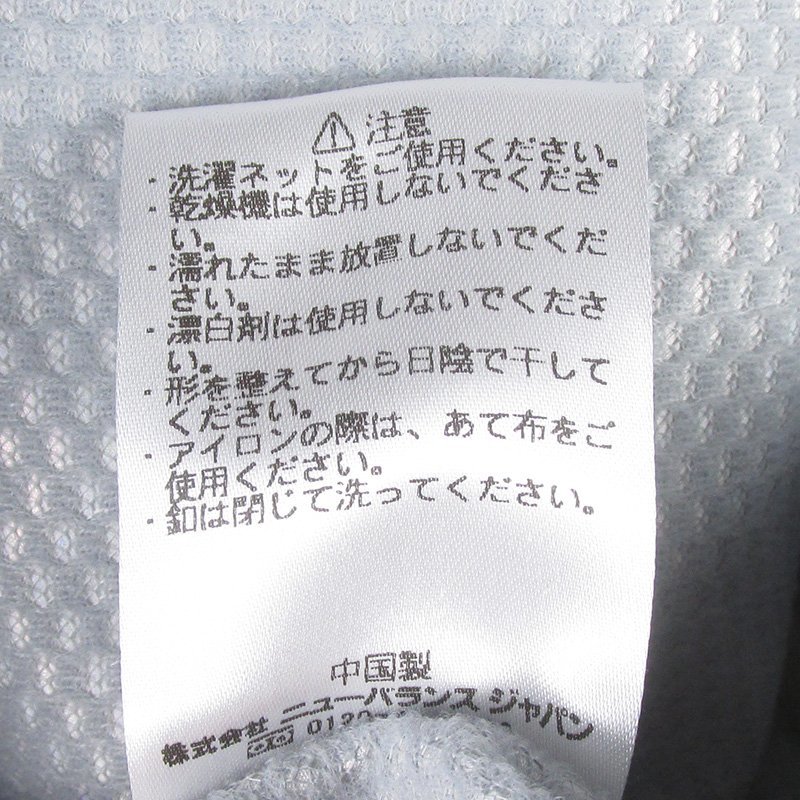 ⚠ 注意
・洗濯ネットをご使用ください。
・乾燥機は使用しないでくださ
い。
・濡れたまま放置しないでくだ
さい。
・漂白剤は使用しないでくださ
い。
・形を整えてから日陰で干して
ください。
・アイロンの際は、あて布をご
使用ください。
・釦は閉じて洗ってください。
中国製
株式会社 ニューバランス ジャパン
0120-